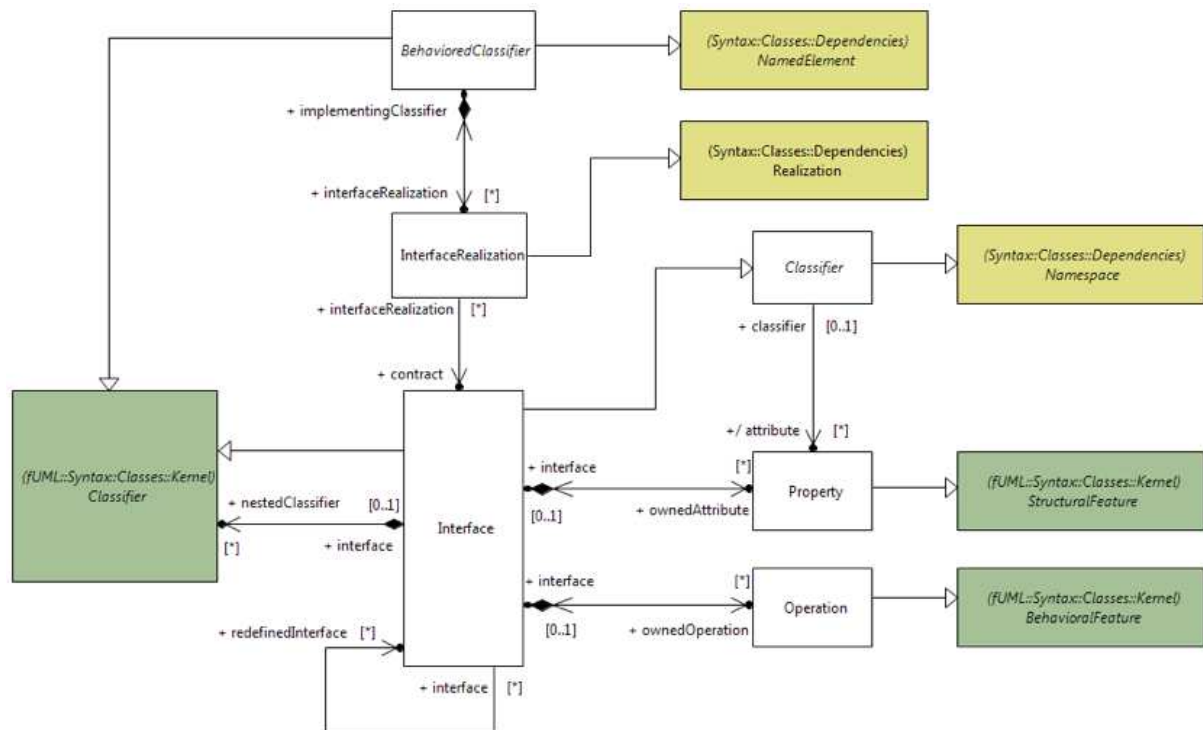 BehavioredClassifier
(Syntax::Classes::Dependencies)
NamedElement
+ implementingClassifier
(Syntax::Classes::Dependencies)
Realization
+ interfaceRealization [*]
InterfaceRealization
Classifier
(Syntax::Classes::Dependencies)
Namespace
+ interfaceRealization [*]
+ classifier [0..1]
+ contract
+/ attribute [*]
(fUML::Syntax::Classes::Kernel)
Classifier
+ interface [*]
Property
(fUML::Syntax::Classes::Kernel)
StructuralFeature
+ nestedClassifier [0..1]
[0..1] + ownedAttribute
Interface
[*] + interface
+ interface [*]
Operation
(fUML::Syntax::Classes::Kernel)
BehavioralFeature
+ redefinedInterface [*]
[0..1] + ownedOperation
+ interface [*]